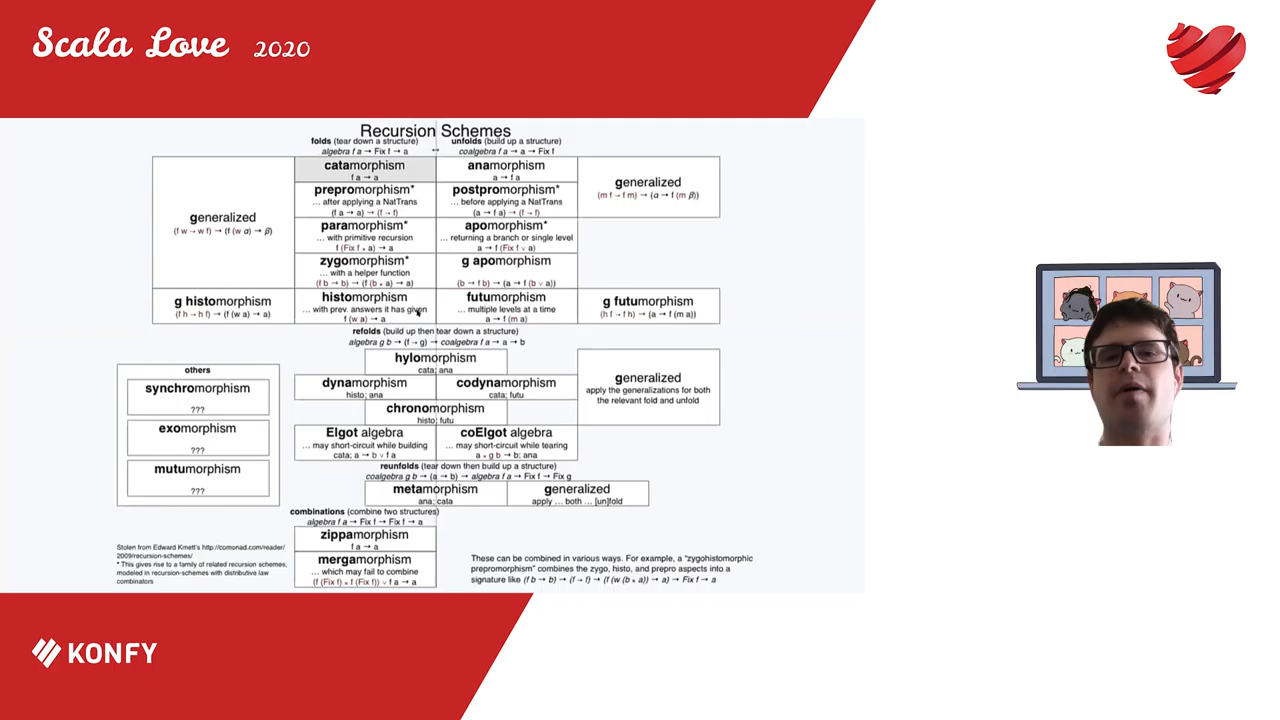 Scala Love 2020
Recursion Schemes
folds (tear down a structure)
algebra f a → Fix f → a
↔
unfolds (build up a structure)
coalgebra f a → a → Fix f
generalized
(f w → w f) → (f (w α) → β)
catamorphism
f a → a
anamorphism
a → f a
generalized
(m f → f m) → (α → f (m β))
prepromorphism*
… after applying a NatTrans
(f a → a) → (f → f)
postpromorphism*
… before applying a NatTrans
(a → f a) → (f → f)
paramorphism*
… with primitive recursion
f (Fix f × a) → a
apomorphism*
… returning a branch or single level
a → f (Fix f ∨ a)
zygomorphism*
… with a helper function
(f b → b) → (f (b × a) → a)
g apomorphism
(b → f b) → (a → f (b ∨ a))
g histomorphism
(f h → h f) → (f (w a) → a)
histomorphism
… with prev. answers it has given
f (w a) → a
futumorphism
… multiple levels at a time
a → f (m a)
g futumorphism
(h f → f h) → (a → f (m a))
refolds (build up then tear down a structure)
algebra g b → (f → g) → coalgebra f a → a → b
hylomorphism
cata; ana
dynamorphism
histo; ana
codynamorphism
cata; futu
chronomorphism
histo; futu
generalized
apply the generalizations for both
the relevant fold and unfold
Elgot algebra
… may short-circuit while building
cata; a → b ∨ f a
coElgot algebra
… may short-circuit while tearing
a × g b → b; ana
reunfolds (tear down then build up a structure)
coalgebra g b → (a → b) → algebra f a → Fix f → Fix g
metamorphism
ana; cata
generalized
apply … both … [un]fold
others
synchromorphism
???
exomorphism
???
mutumorphism
???
combinations (combine two structures)
algebra f a → Fix f → Fix f → a
zippamorphism
f a → a
mergamorphism
… which may fail to combine
(f (Fix f) × f (Fix f)) ∨ f a → a
Stolen from Edward Kmett's http://comonad.com/reader/
2009/recursion-schemes/
* This gives rise to a family of related recursion schemes,
modeled in recursion-schemes with distributive law
combinators
These can be combined in various ways. For example, a "zygohistomorphic
prepromorphism" combines the zygo, histo, and prepro aspects into a
signature like (f b → b) → (f → f) → (f (w (b × a)) → a) → Fix f → a
KONFY